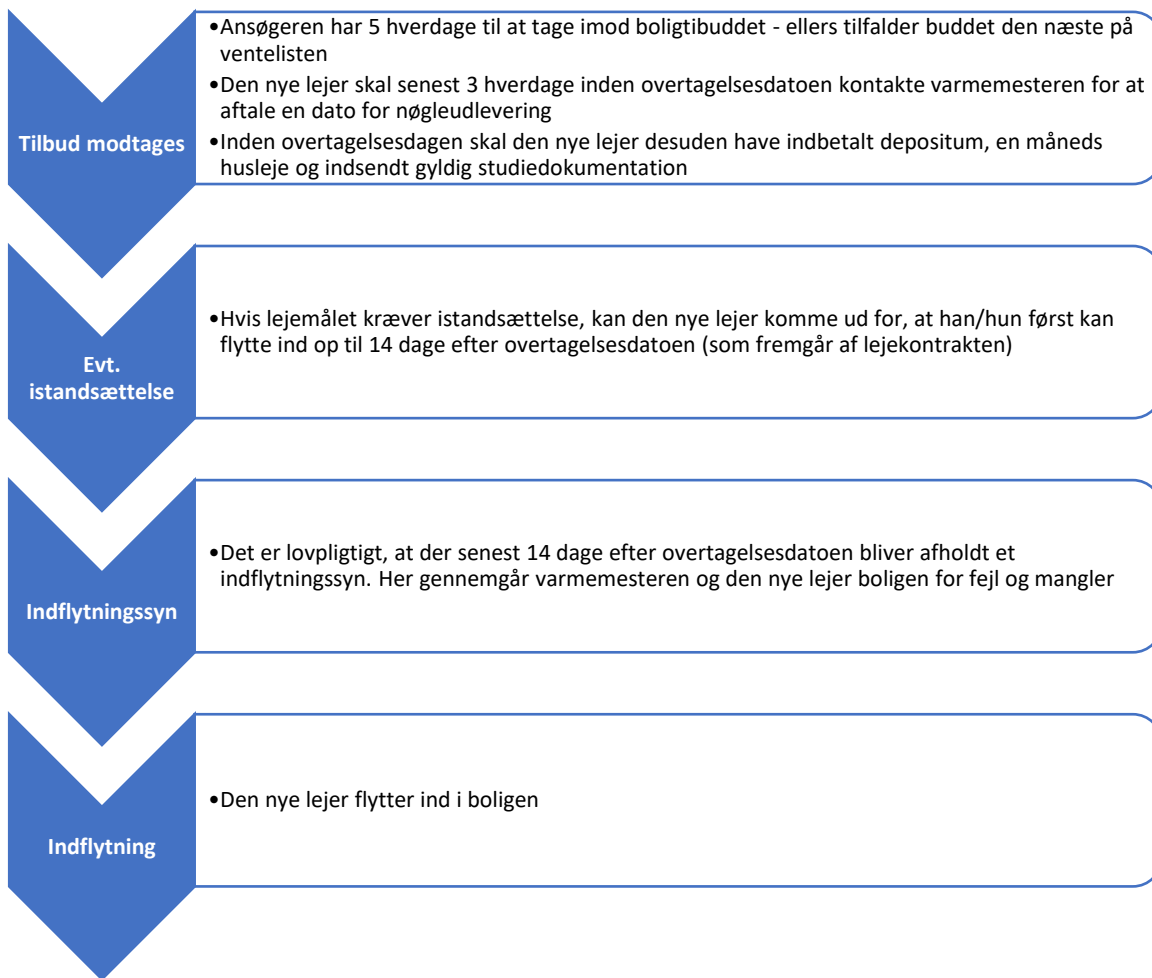 Tilbud modtages
•Ansøgeren har 5 hverdage til at tage imod boligtibuddet - ellers tilfalder buddet den næste på
ventelisten
•Den nye lejer skal senest 3 hverdage inden overtagelsesdatoen kontakte varmemesteren for at
aftale en dato for nøgleudlevering
•Inden overtagelsesdagen skal den nye lejer desuden have indbetalt depositum, en måneds
husleje og indsendt gyldig studiedokumentation
Evt.
istandsættelse
•Hvis lejemålet kræver istandsættelse, kan den nye lejer komme ud for, at han/hun først kan
flytte ind op til 14 dage efter overtagelsesdatoen (som fremgår af lejekontrakten)
Indflytningssyn
•Det er lovpligtigt, at der senest 14 dage efter overtagelsesdatoen bliver afholdt et
indflytningssyn. Her gennemgår varmemesteren og den nye lejer boligen for fejl og mangler
Indflytning
•Den nye lejer flytter ind i boligen